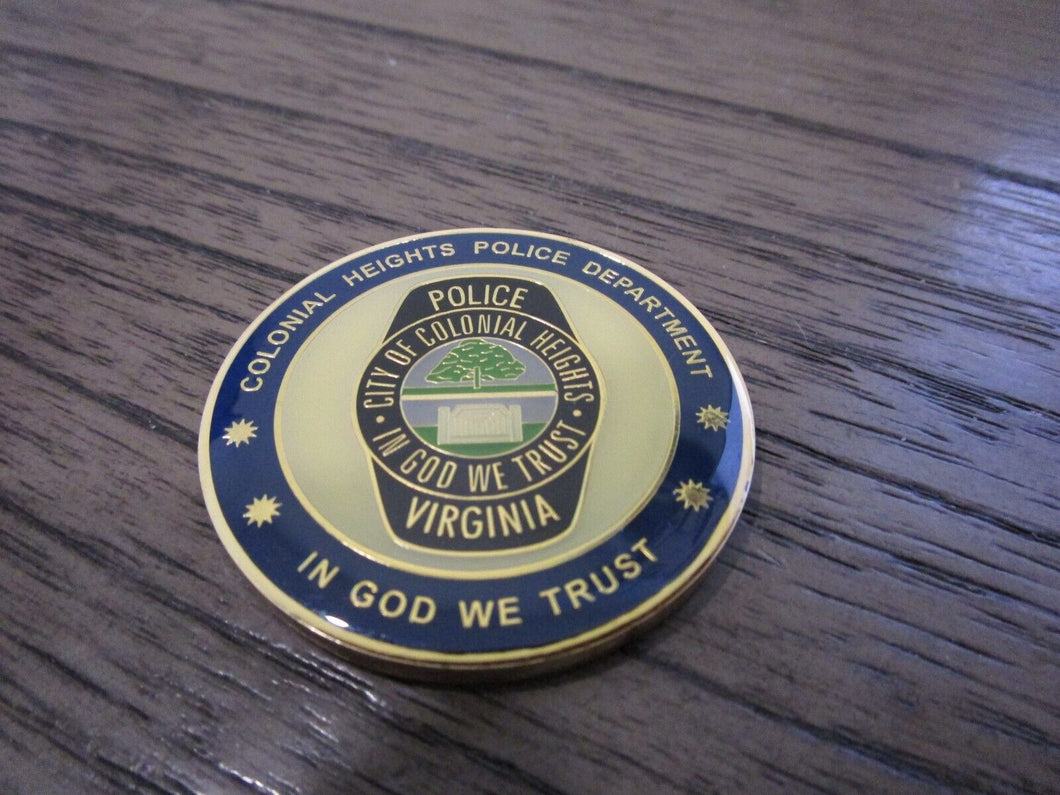 COLONIAL HEIGHTS POLICE DEPARTMENT
POLICE
CITY OF COLONIAL HEIGHTS
• IN GOD WE TRUST •
VIRGINIA
IN GOD WE TRUST